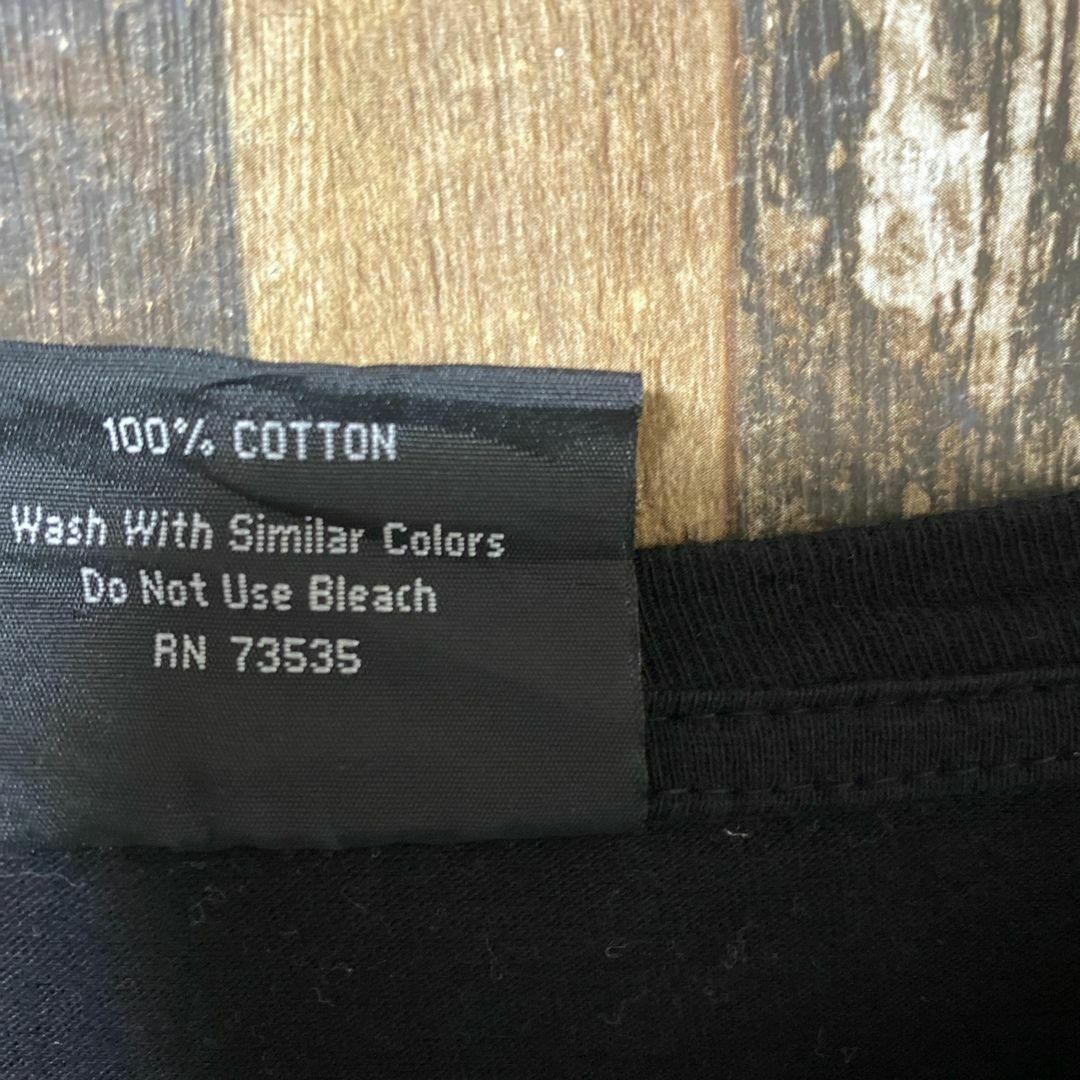 100% COTTON
Wash With Similar Colors
Do Not Use Bleach
RN 73535